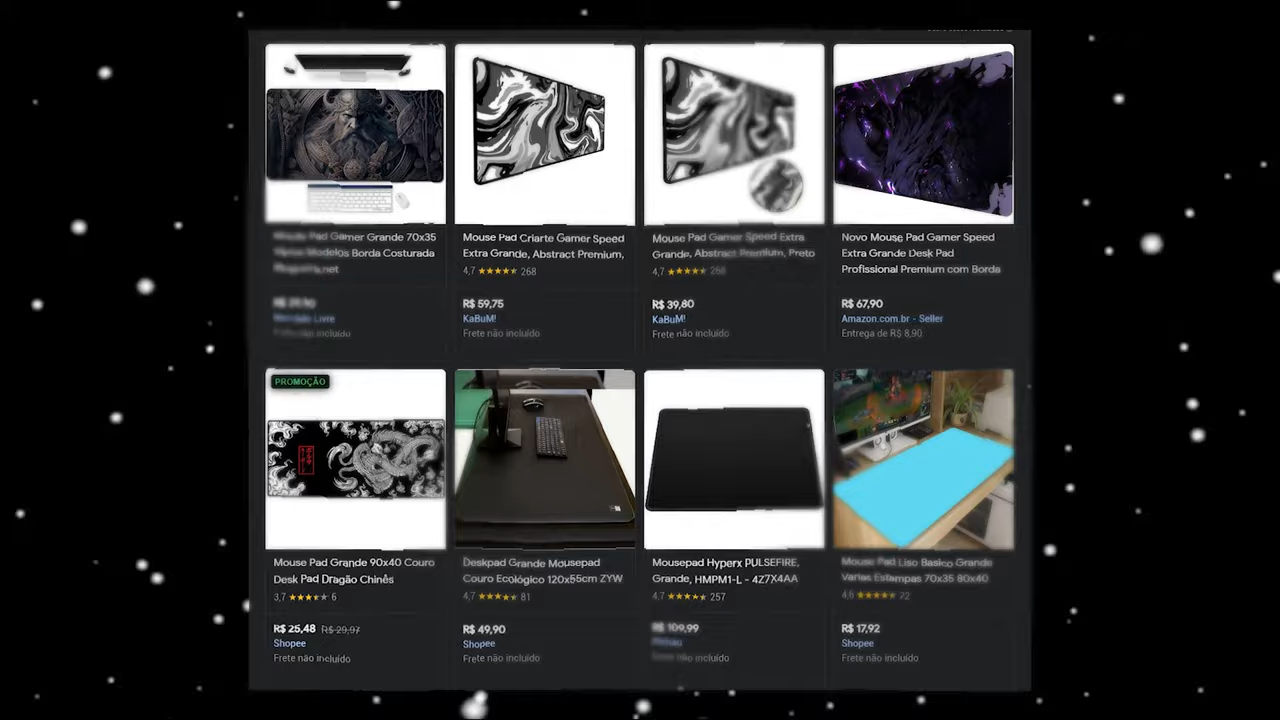 Mouse Pad Gamer Grande 70x35
Vários Modelos Borda Costurada
Mouse Pad Criarte Gamer Speed
Extra Grande, Abstract Premium,
4,7 268
R$ 59,75
KaBuM!
Frete não incluído
Mouse Pad Gamer Speed Extra
Grande, Abstract Premium, Preto
4,7 268
R$ 39,80
KaBuM!
Frete não incluído
Novo Mouse Pad Gamer Speed
Extra Grande Desk Pad
Profissional Premium com Borda
R$ 67,90
Amazon.com.br - Seller
Entrega de R$ 8,90
Mercado Livre
Frete não incluído
PROMOÇÃO
Mouse Pad Grande 90x40 Couro
Desk Pad Dragão Chinês
3,7 6
R$ 25,48 R$ 29,97
Shopee
Frete não incluído
Deskpad Grande Mousepad
Couro Ecológico 120x55cm ZYW
4,7 81
R$ 49,90
Shopee
Frete não incluído
Mousepad Hyperx PULSEFIRE,
Grande, HMPM1-L - 4Z7X4AA
4,7 257
R$ 109,99
Frete não incluído
Mouse Pad Liso Basico Grande
Varias Estampas 70x35 80x40
4,6 22
R$ 17,92
Shopee
Frete não incluído